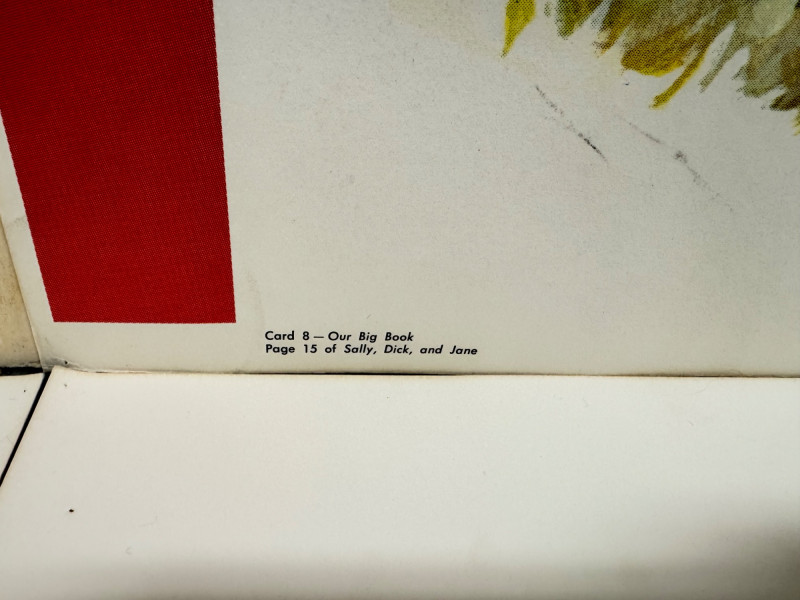 Card 8 — Our Big Book
Page 15 of Sally, Dick, and Jane